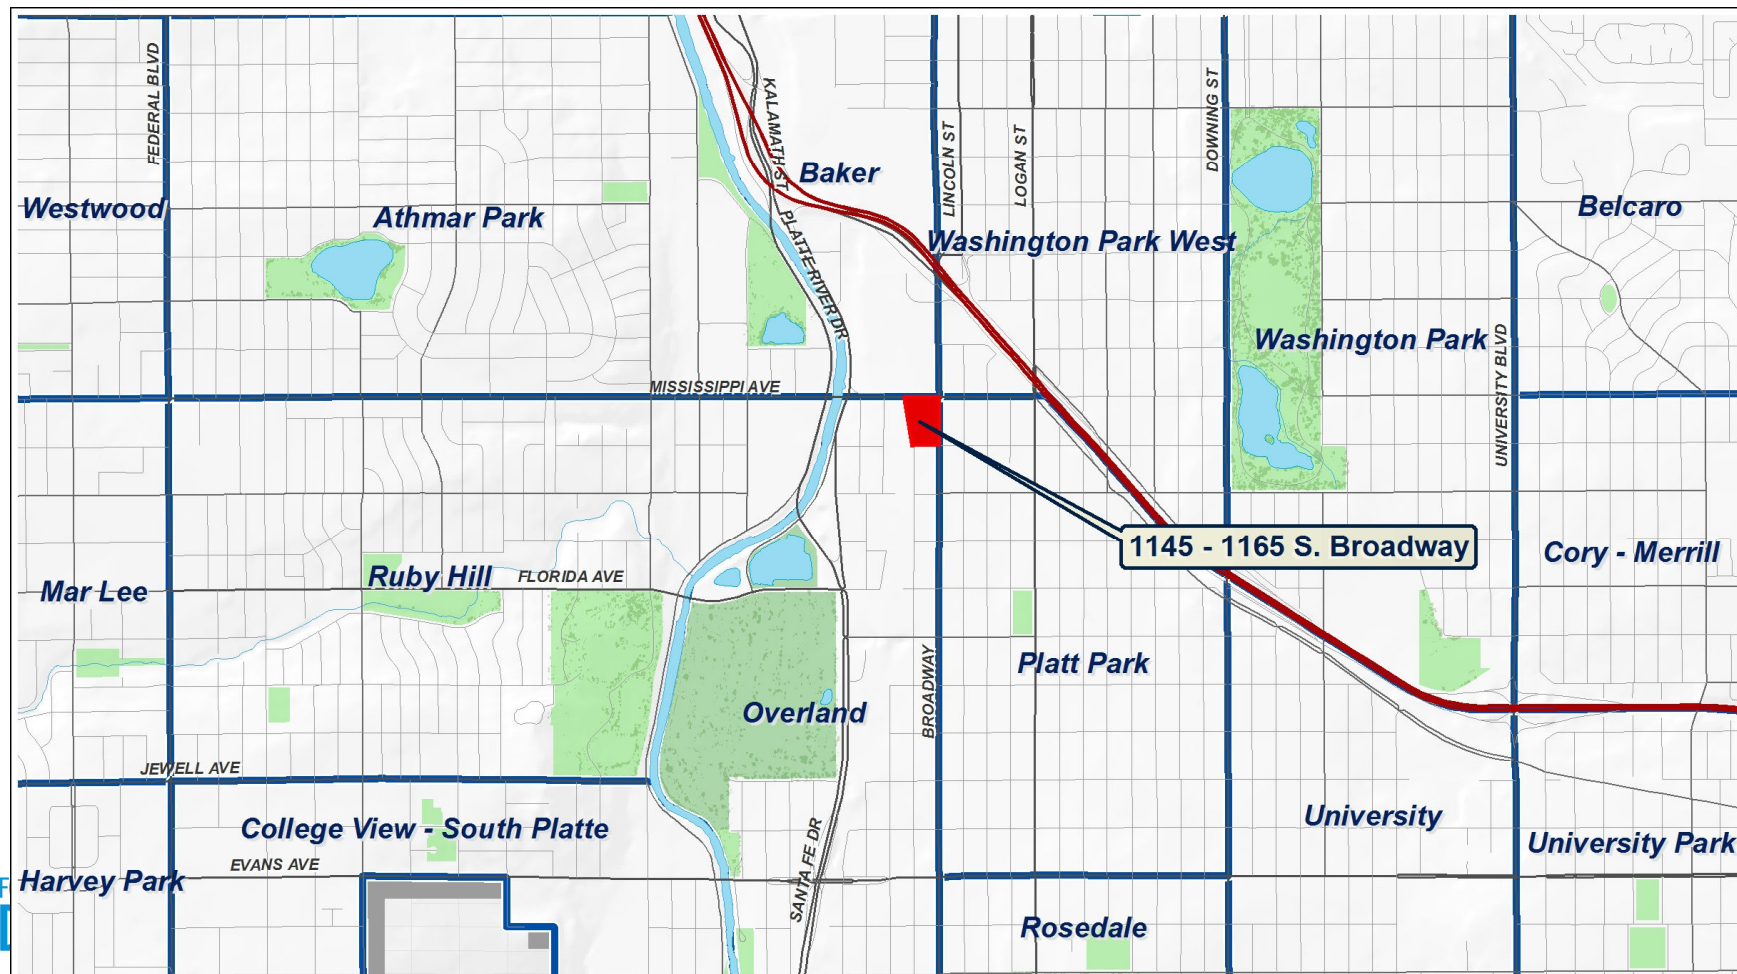 FEDERAL BLVD
KALAMATH ST
LINCOLN ST
LOGAN ST
DOWNING ST
Baker
Westwood
Athmar Park
Belcaro
PLATTE RIVER DR
Washington Park West
Washington Park
UNIVERSITY BLVD
MISSISSIPPI AVE
1145 - 1165 S. Broadway
Cory - Merrill
Mar Lee
Ruby Hill
FLORIDA AVE
Platt Park
BROADWAY
Overland
JEWELL AVE
College View - South Platte
University
University Park
SANTA FE DR
EVANS AVE
Harvey Park
Rosedale